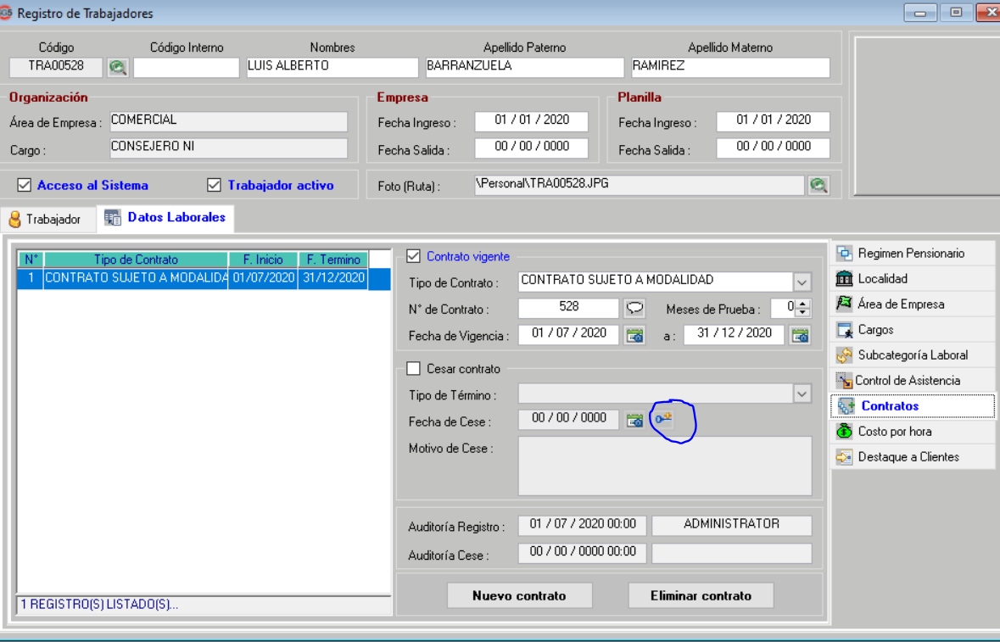 Registro de Trabajadores
Código Código Interno Nombres Apellido Paterno Apellido Materno
TRA00528 LUIS ALBERTO BARRANZUELA RAMIREZ
Organización Empresa Planilla
Área de Empresa : COMERCIAL Fecha Ingreso : 01 / 01 / 2020 Fecha Ingreso : 01 / 01 / 2020
Cargo : CONSEJERO NI Fecha Salida : 00 / 00 / 0000 Fecha Salida : 00 / 00 / 0000
Acceso al Sistema Trabajador activo Foto (Ruta) : \Personal\TRA00528.JPG
Trabajador Datos Laborales
N° Tipo de Contrato F. Inicio F. Termino
1 CONTRATO SUJETO A MODALIDA 01/07/2020 31/12/2020
Contrato vigente
Tipo de Contrato : CONTRATO SUJETO A MODALIDAD
N° de Contrato : 528 Meses de Prueba : 0
Fecha de Vigencia : 01 / 07 / 2020 a : 31 / 12 / 2020
Cesar contrato
Tipo de Término :
Fecha de Cese : 00 / 00 / 0000
Motivo de Cese :
Auditoría Registro : 01 / 07 / 2020 00:00 ADMINISTRATOR
Auditoría Cese : 00 / 00 / 0000 00:00
Nuevo contrato Eliminar contrato
1 REGISTRO(S) LISTADO(S)...
Regimen Pensionario
Localidad
Área de Empresa
Cargos
Subcategoría Laboral
Control de Asistencia
Contratos
Costo por hora
Destaque a Clientes